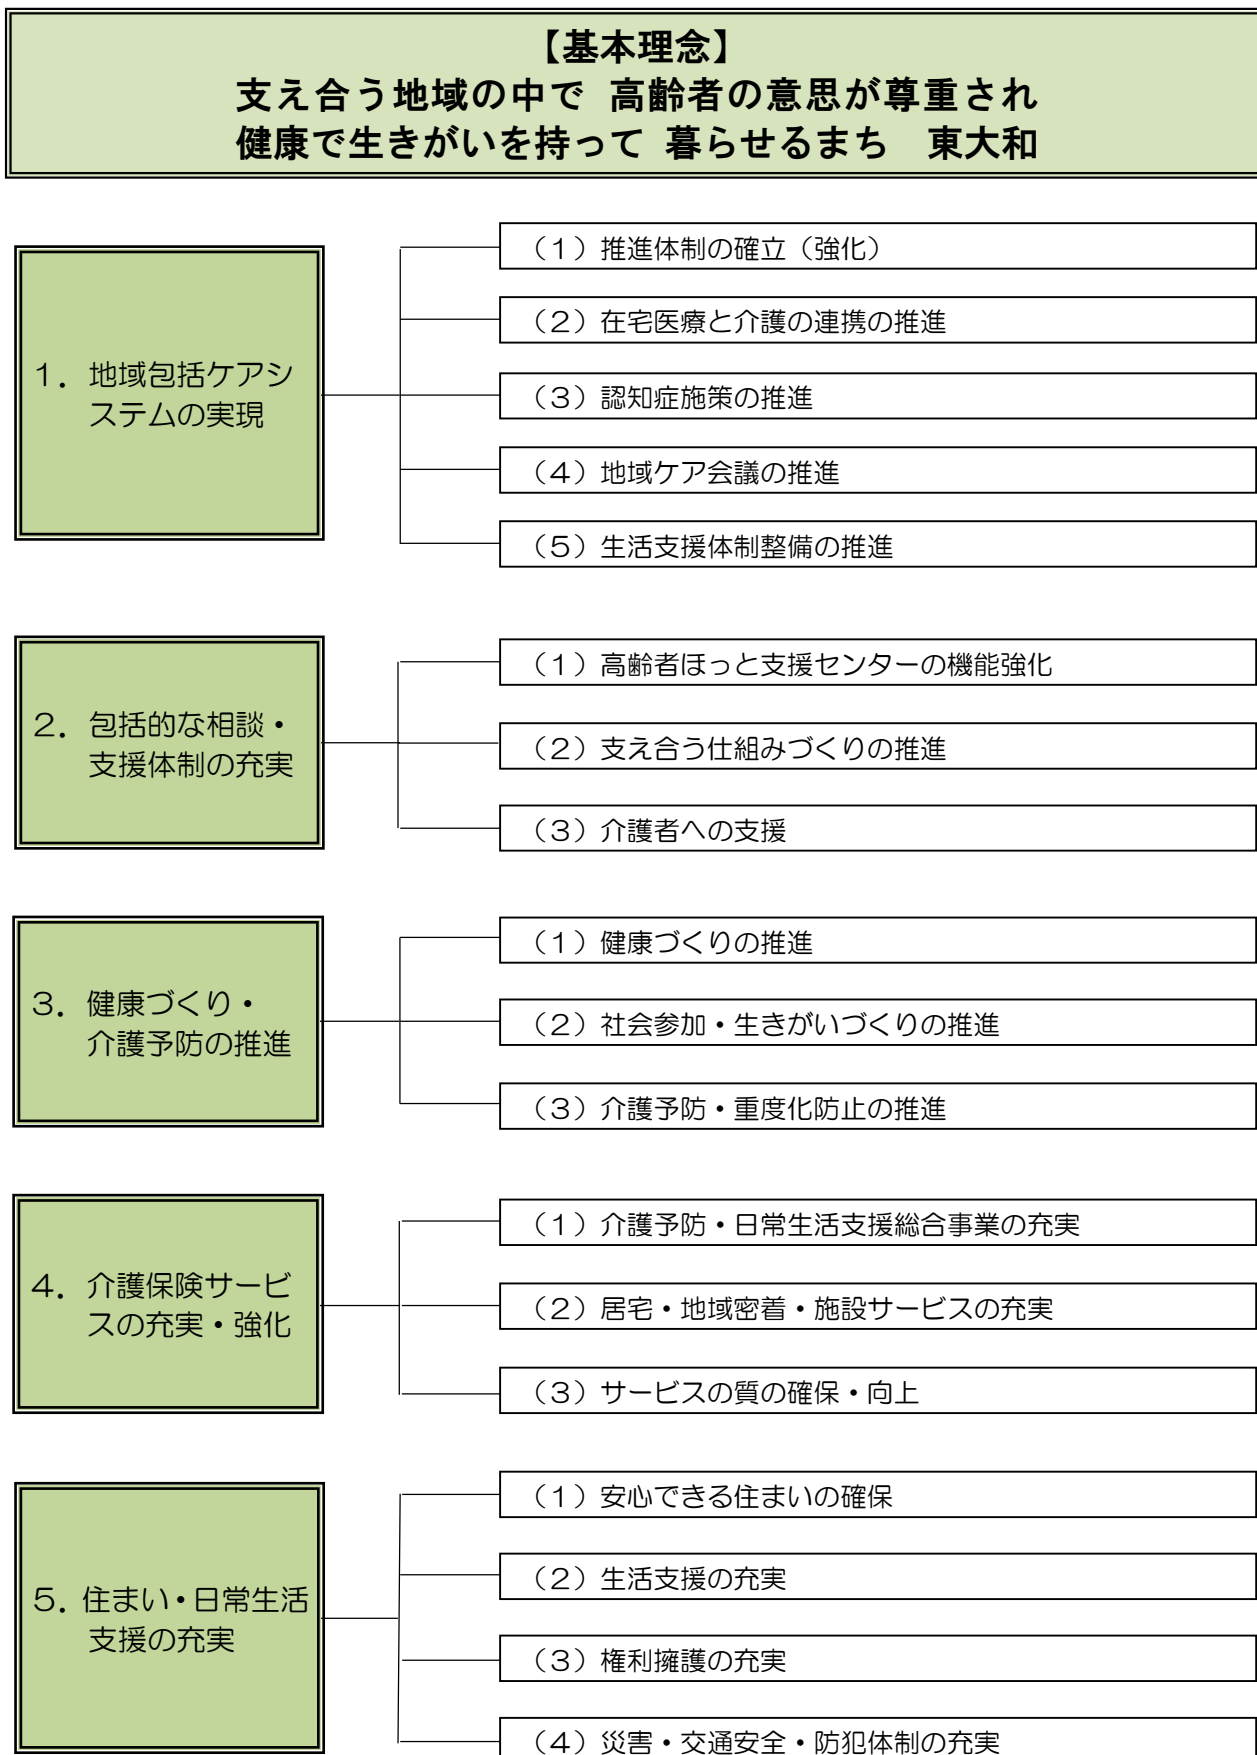 【基本理念】
支え合う地域の中で 高齢者の意思が尊重され
健康で生きがいを持って 暮らせるまち　東大和
１．地域包括ケアシ
ステムの実現
（１）推進体制の確立（強化）
（２）在宅医療と介護の連携の推進
（３）認知症施策の推進
（４）地域ケア会議の推進
（５）生活支援体制整備の推進
２．包括的な相談・
支援体制の充実
（１）高齢者ほっと支援センターの機能強化
（２）支え合う仕組みづくりの推進
（３）介護者への支援
３．健康づくり・
介護予防の推進
（１）健康づくりの推進
（２）社会参加・生きがいづくりの推進
（３）介護予防・重度化防止の推進
４．介護保険サービ
スの充実・強化
（１）介護予防・日常生活支援総合事業の充実
（２）居宅・地域密着・施設サービスの充実
（３）サービスの質の確保・向上
５．住まい・日常生活
支援の充実
（１）安心できる住まいの確保
（２）生活支援の充実
（３）権利擁護の充実
（４）災害・交通安全・防犯体制の充実